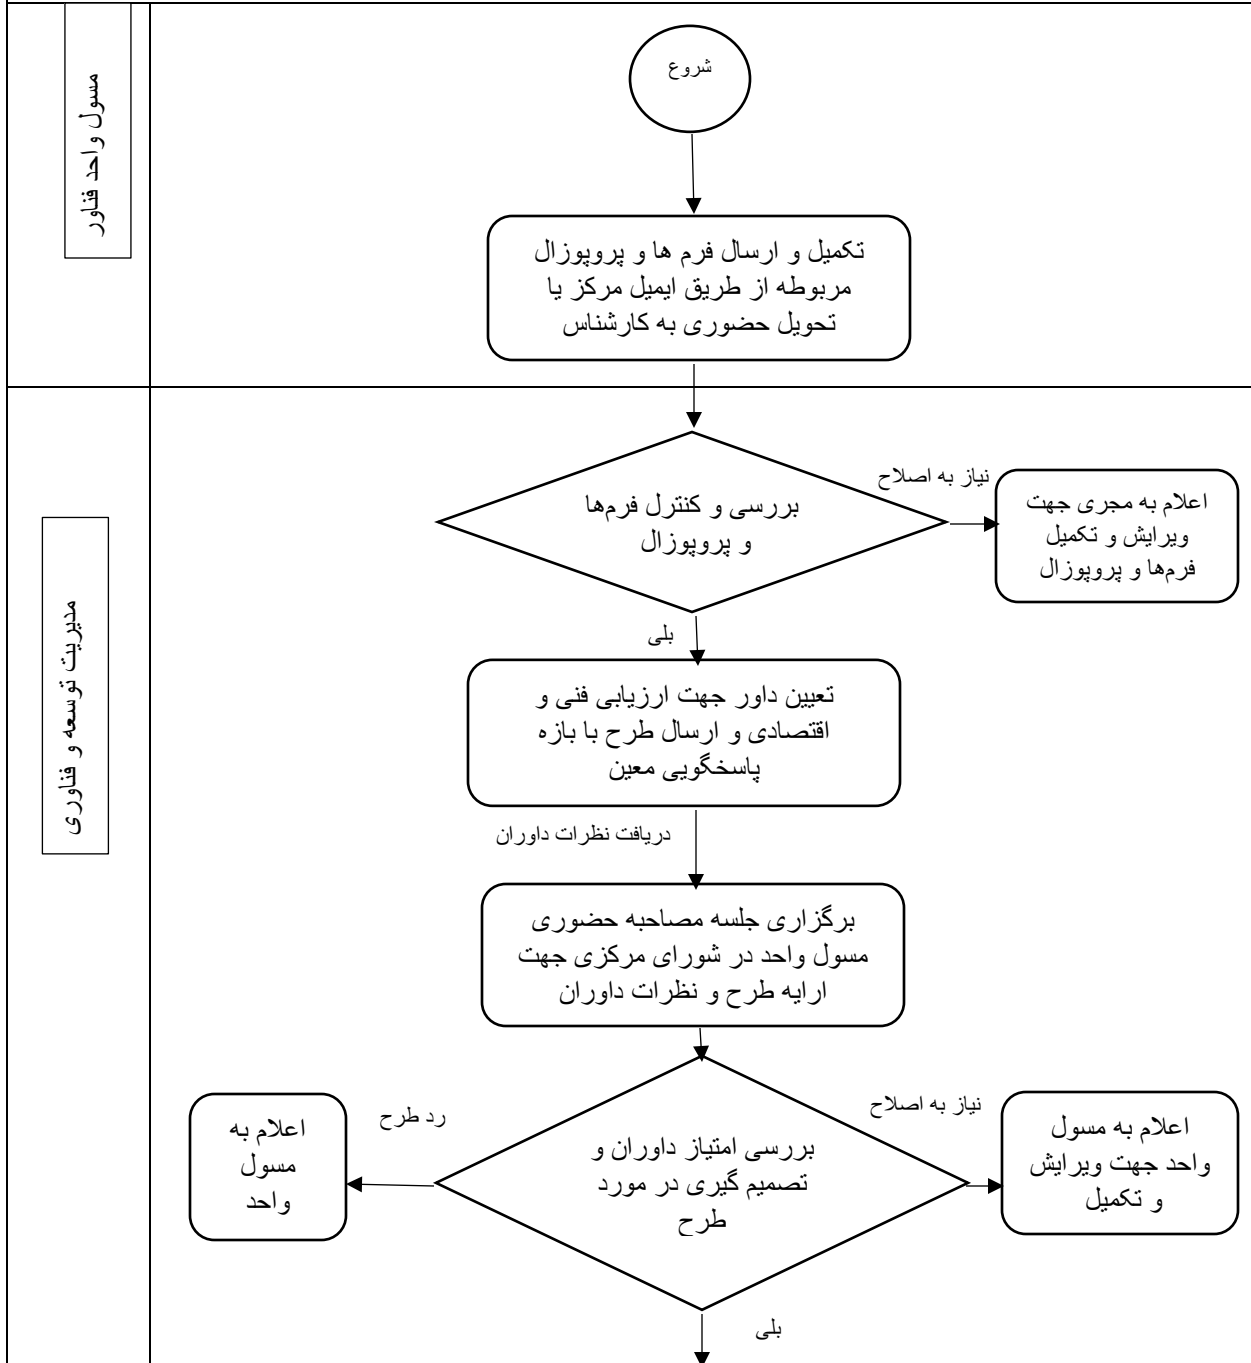 مسول واحد فناور
شروع
تکمیل و ارسال فرم ها و پروپوزال
مربوطه از طریق ایمیل مرکز یا
تحویل حضوری به کارشناس
مدیریت توسعه و فناوری
بررسی و کنترل فرم‌ها
و پروپوزال
نیاز به اصلاح
اعلام به مجری جهت
ویرایش و تکمیل
فرم‌ها و پروپوزال
بلی
تعیین داور جهت ارزیابی فنی و
اقتصادی و ارسال طرح با بازه
پاسخگویی معین
دریافت نظرات داوران
برگزاری جلسه مصاحبه حضوری
مسول واحد در شورای مرکزی جهت
ارایه طرح و نظرات داوران
بررسی امتیاز داوران و
تصمیم گیری در مورد
طرح
نیاز به اصلاح
اعلام به مسول
واحد جهت ویرایش
و تکمیل
رد طرح
اعلام به
مسول
واحد
بلی